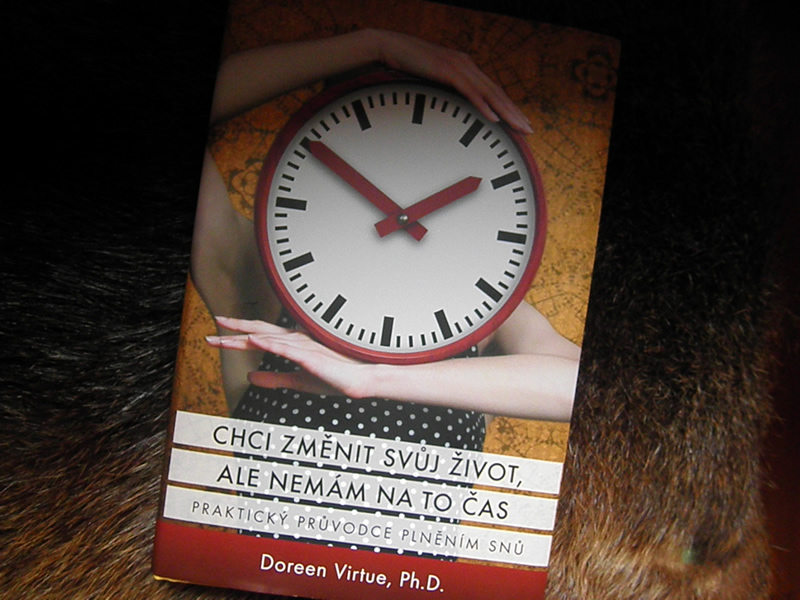 CHCI ZMĚNIT SVŮJ ŽIVOT,
ALE NEMÁM NA TO ČAS
PRAKTICKÝ PRŮVODCE PLNĚNÍM SNŮ
Doreen Virtue, Ph.D.